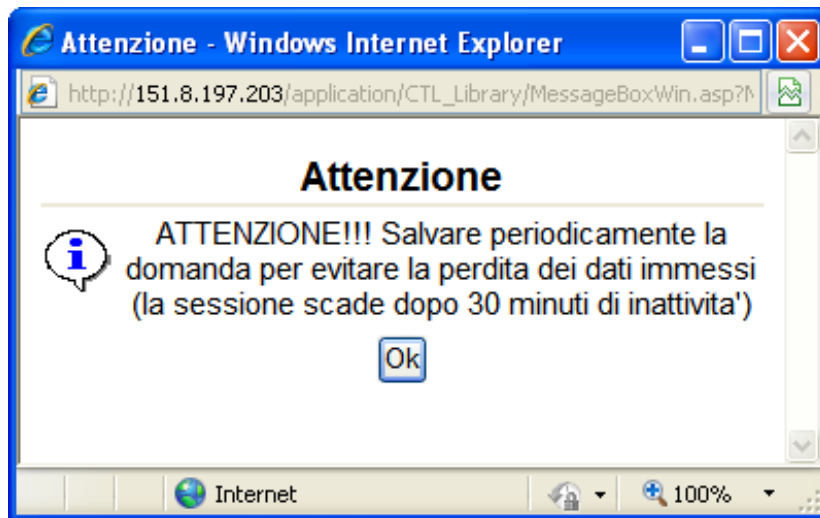 Attenzione - Windows Internet Explorer
http://151.8.197.203/application/CTL_Library/MessageBoxWin.asp?
Attenzione
ATTENZIONE!!! Salvare periodicamente la
domanda per evitare la perdita dei dati immessi
(la sessione scade dopo 30 minuti di inattivita')
Ok
Internet
100%